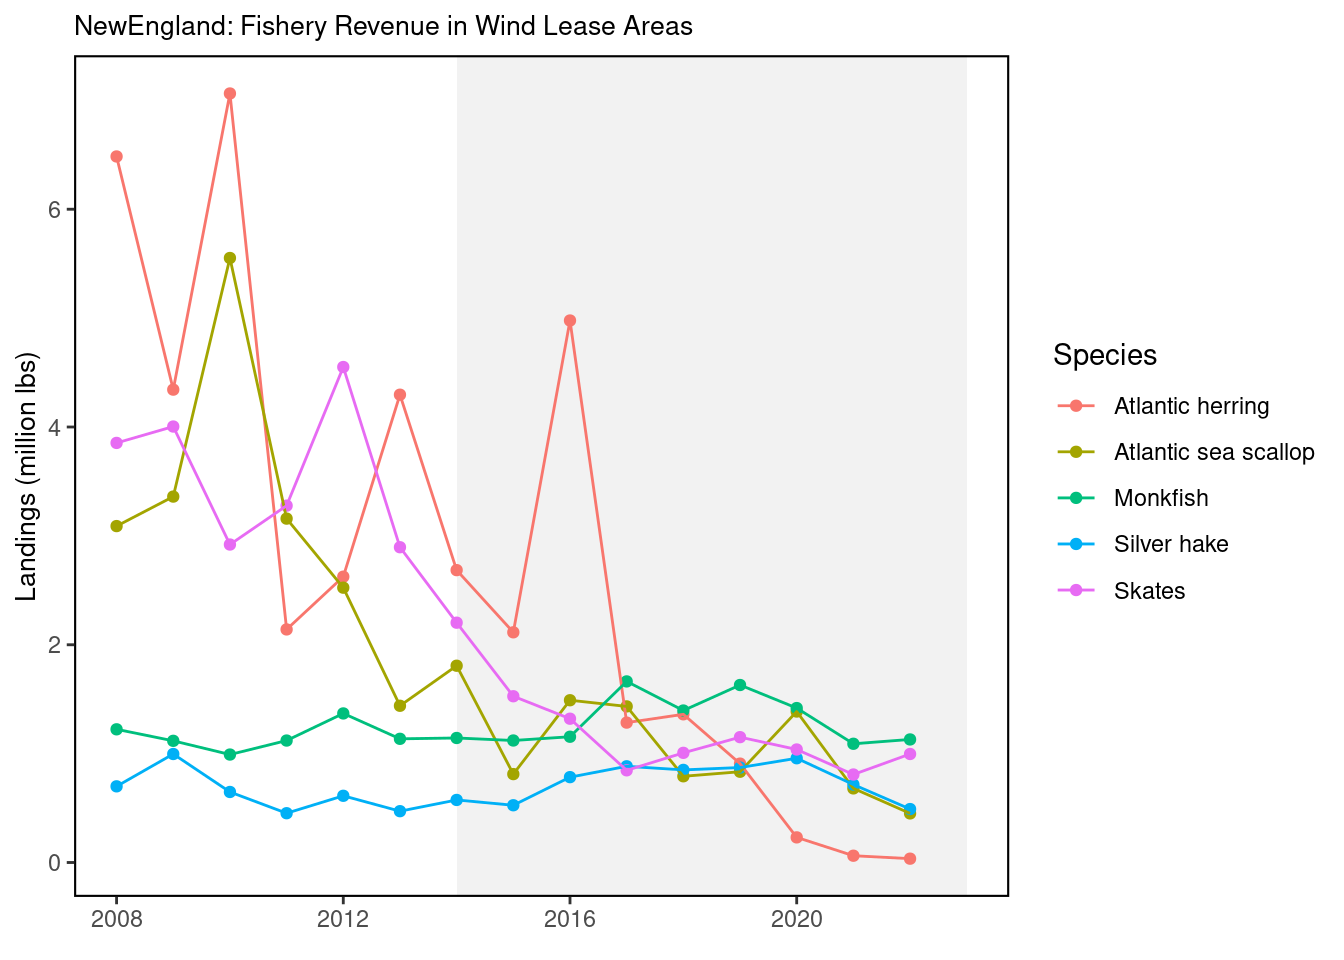 NewEngland: Fishery Revenue in Wind Lease Areas
Landings (million lbs)
6
4
2
0
2008
2012
2016
2020
Species
Atlantic herring
Atlantic sea scallop
Monkfish
Silver hake
Skates